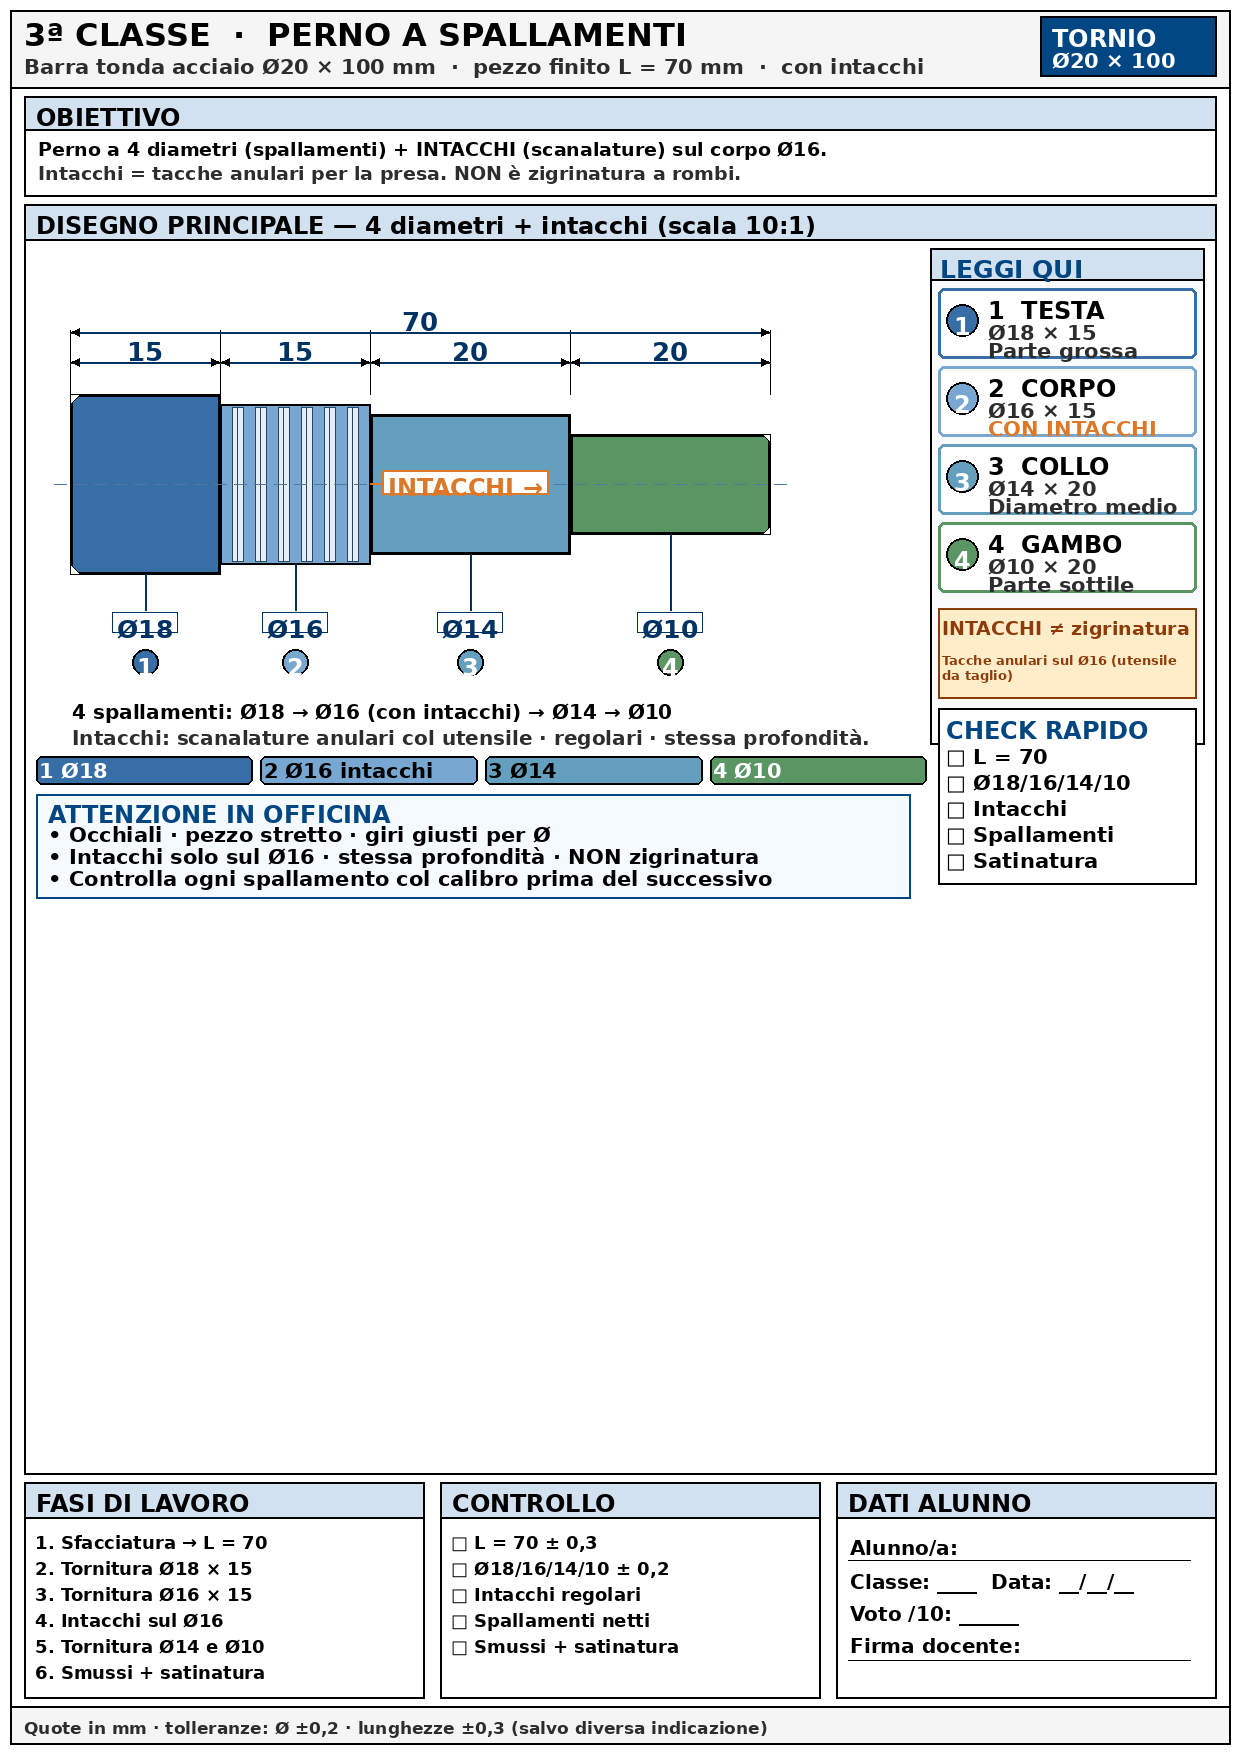 3ª CLASSE · PERNO A SPALLAMENTI
Barra tonda acciaio Ø20 × 100 mm · pezzo finito L = 70 mm · con intacchi
TORNIO
Ø20 × 100
OBIETTIVO
Perno a 4 diametri (spallamenti) + INTACCHI (scanalature) sul corpo Ø16.
Intacchi = tacche anulari per la presa. NON è zigrinatura a rombi.
DISEGNO PRINCIPALE — 4 diametri + intacchi (scala 10:1)
70
15
15
20
20
INTACCHI →
Ø18
Ø16
Ø14
Ø10
1
2
3
4
4 spallamenti: Ø18 → Ø16 (con intacchi) → Ø14 → Ø10
Intacchi: scanalature anulari col utensile · regolari · stessa profondità.
1 Ø18
2 Ø16 intacchi
3 Ø14
4 Ø10
ATTENZIONE IN OFFICINA
• Occhiali · pezzo stretto · giri giusti per Ø
• Intacchi solo sul Ø16 · stessa profondità · NON zigrinatura
• Controlla ogni spallamento col calibro prima del successivo
LEGGI QUI
1
1 TESTA
Ø18 × 15
Parte grossa
2
2 CORPO
Ø16 × 15
CON INTACCHI
3
3 COLLO
Ø14 × 20
Diametro medio
4
4 GAMBO
Ø10 × 20
Parte sottile
INTACCHI ≠ zigrinatura
Tacche anulari sul Ø16 (utensile
da taglio)
CHECK RAPIDO
□ L = 70
□ Ø18/16/14/10
□ Intacchi
□ Spallamenti
□ Satinatura
FASI DI LAVORO
1. Sfacciatura → L = 70
2. Tornitura Ø18 × 15
3. Tornitura Ø16 × 15
4. Intacchi sul Ø16
5. Tornitura Ø14 e Ø10
6. Smussi + satinatura
CONTROLLO
□ L = 70 ± 0,3
□ Ø18/16/14/10 ± 0,2
□ Intacchi regolari
□ Spallamenti netti
□ Smussi + satinatura
DATI ALUNNO
Alunno/a:
Classe: ____ Data: __/__/__
Voto /10: ______
Firma docente:
Quote in mm · tolleranze: Ø ±0,2 · lunghezze ±0,3 (salvo diversa indicazione)